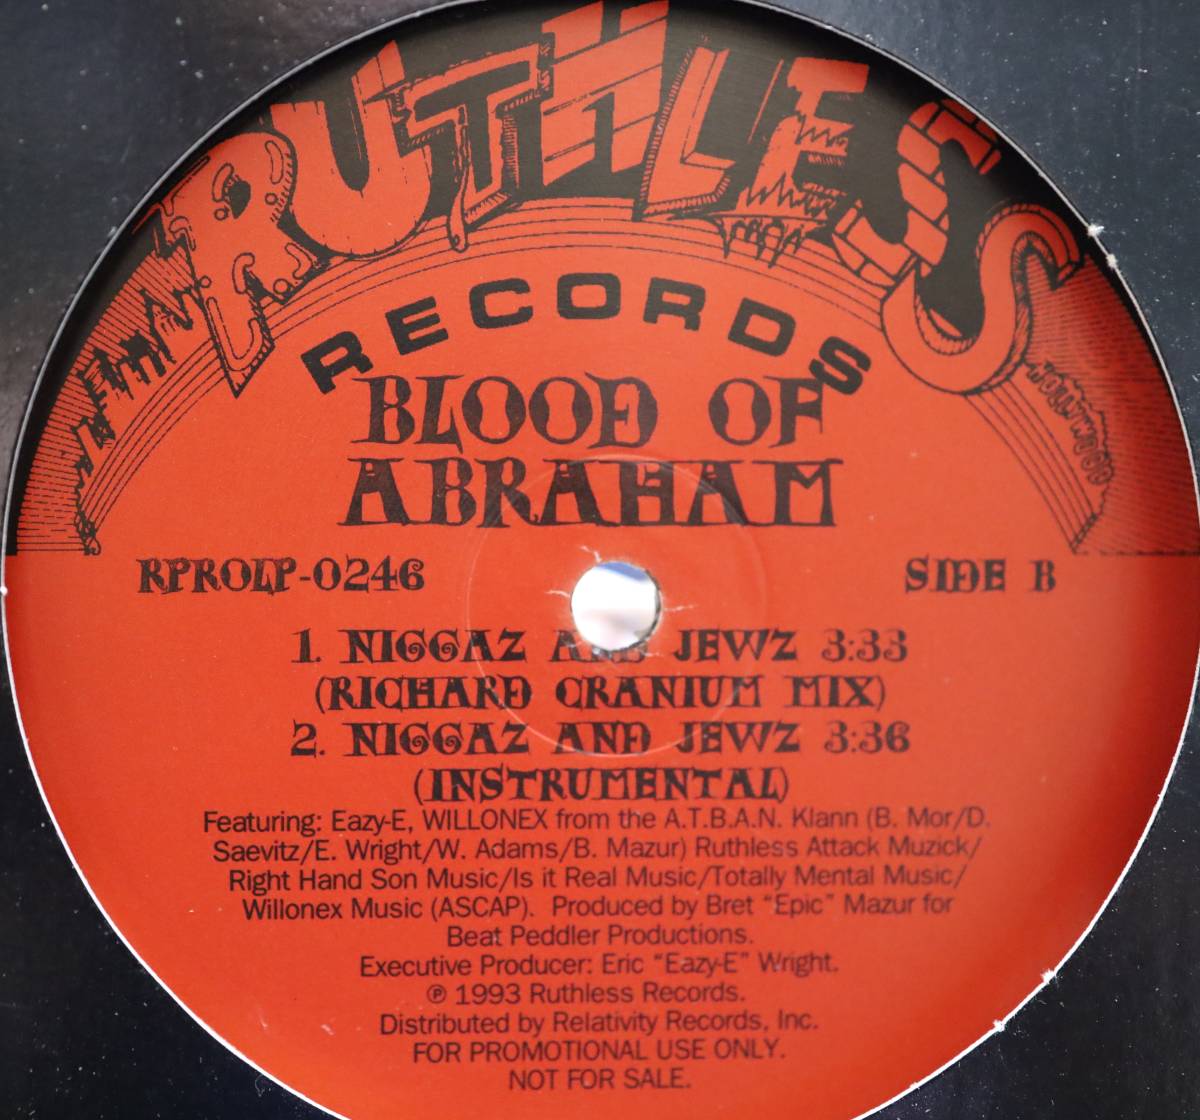 RUTHLESS
RECORDS
HOLLYWOOD
BLOOD OF
ABRAHAM
RPROLP-0246 SIDE B
1. NIGGAZ AND JEWZ 3:33
(RICHARD CRANIUM MIX)
2. NIGGAZ AND JEWZ 3:36
(INSTRUMENTAL)
Featuring: Eazy-E, WILLONEX from the A.T.B.A.N. Klann (B. Mor/D.
Saevitz/E. Wright/W. Adams/B. Mazur) Ruthless Attack Muzick/
Right Hand Son Music/Is it Real Music/Totally Mental Music/
Willonex Music (ASCAP). Produced by Bret "Epic" Mazur for
Beat Peddler Productions.
Executive Producer: Eric "Eazy-E" Wright.
℗ 1993 Ruthless Records.
Distributed by Relativity Records, Inc.
FOR PROMOTIONAL USE ONLY.
NOT FOR SALE.